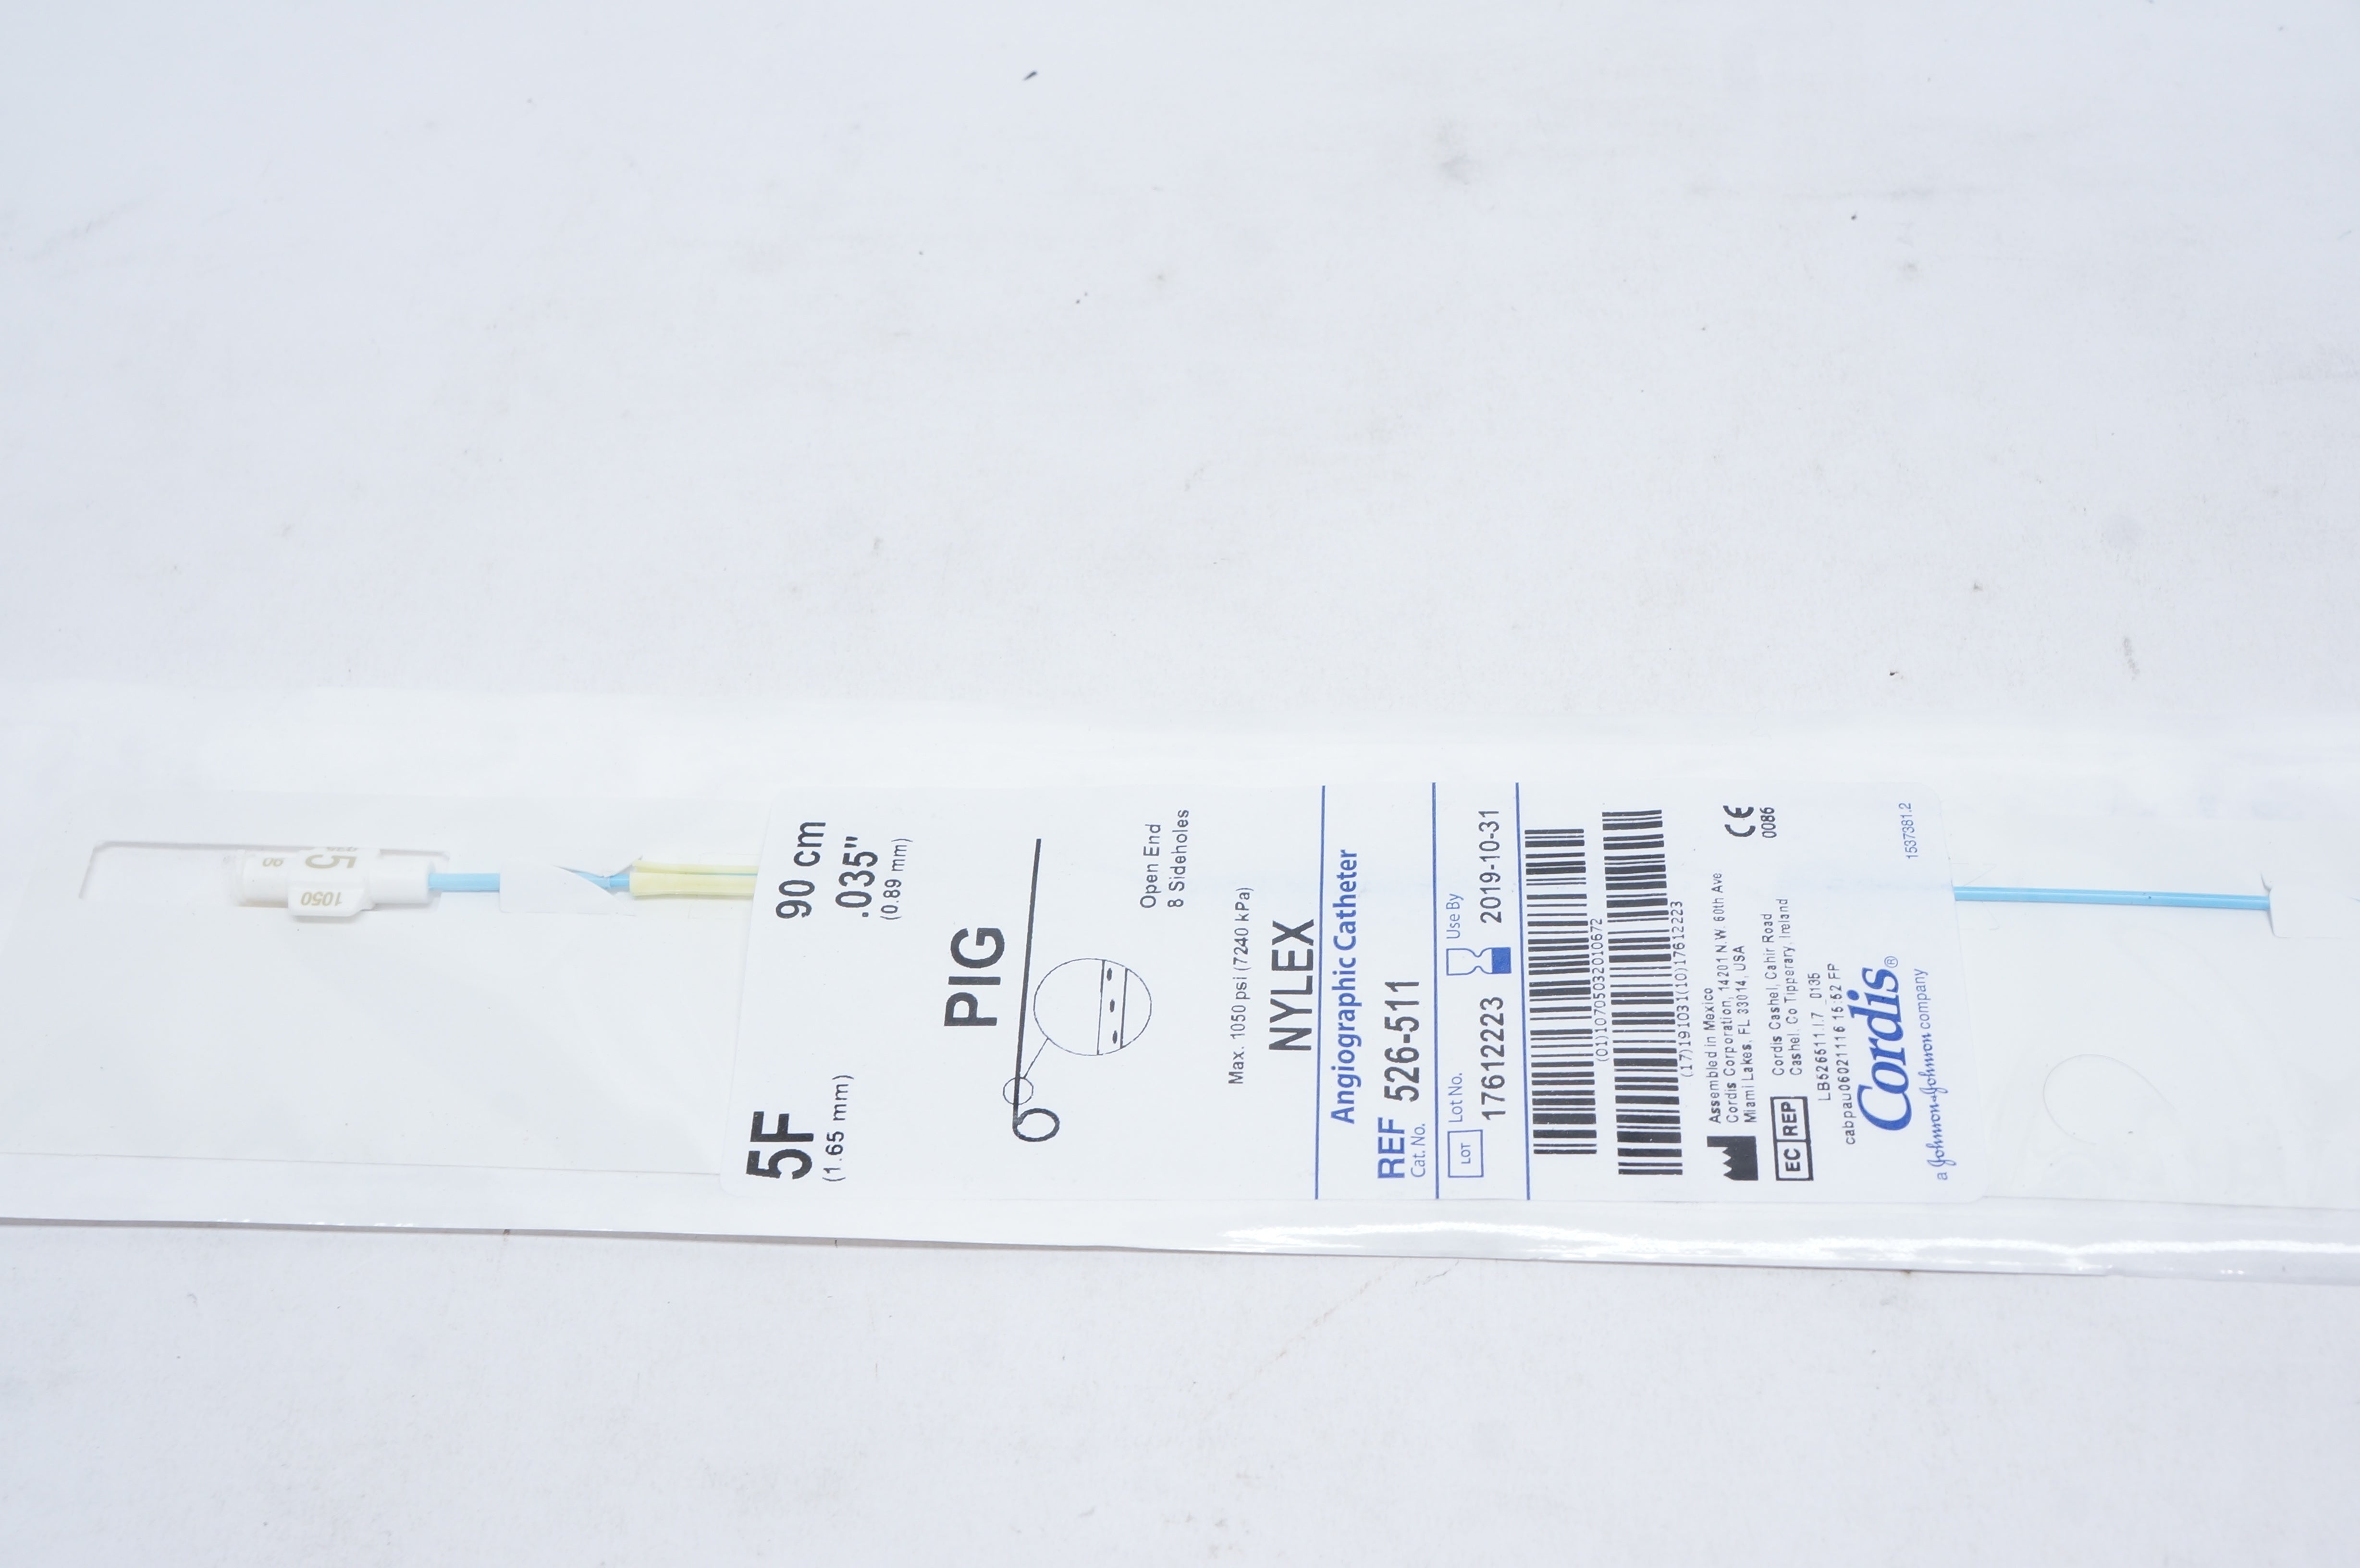 5F
(1.65 mm)
90 cm
.035"
(0.89 mm)
PIG
Open End
8 Sideholes
Max. 1050 psi (7240 kPa)
NYLEX
Angiographic Catheter
REF 526-511
Cat. No.
LOT Lot No. Use By
17612223 2019-10-31
(01)10705032010672
(17)191031(10)17612223
Assembled in Mexico
Cordis Corporation, 14201 N.W. 60th Ave
Miami Lakes, FL 33014, USA
CE
0086
EC REP Cordis Cashel, Cahir Road
Cashel, Co Tipperary, Ireland
LB526511.I7_0135
cabpau06021116 15:52 FP
Cordis®
a Johnson&Johnson company
1537381.2
90
5
1050